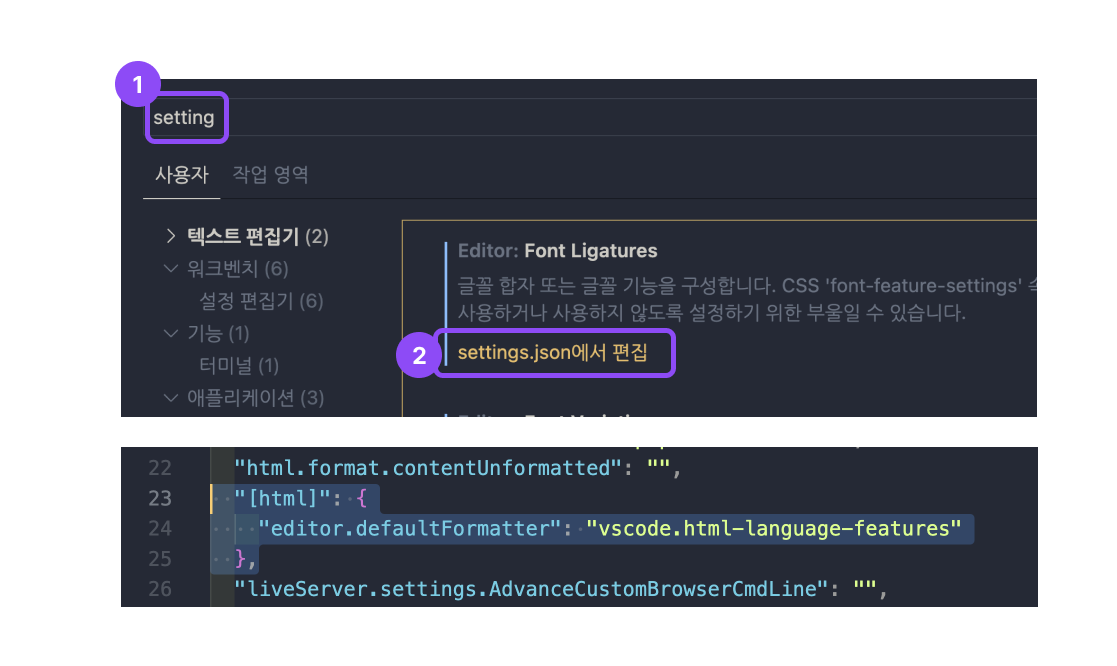 1
setting
사용자 작업 영역
텍스트 편집기 (2)
워크벤치 (6)
설정 편집기 (6)
기능 (1)
터미널 (1)
애플리케이션 (3)
Editor: Font Ligatures
글꼴 합자 또는 글꼴 기능을 구성합니다. CSS 'font-feature-settings' 속
사용하거나 사용하지 않도록 설정하기 위한 부울일 수 있습니다.
2
settings.json에서 편집
22 "html.format.contentUnformatted": "",
23 "[html]": {
24 "editor.defaultFormatter": "vscode.html-language-features"
25 },
26 "liveServer.settings.AdvanceCustomBrowserCmdLine": "",